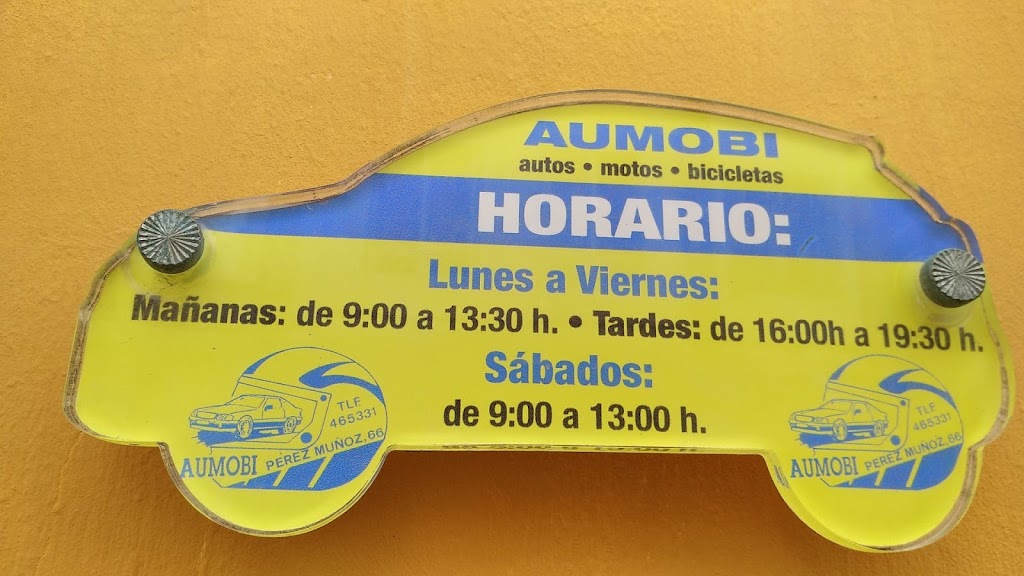 AUMOBI
autos • motos • bicicletas
HORARIO:
Lunes a Viernes:
Mañanas: de 9:00 a 13:30 h. • Tardes: de 16:00h a 19:30 h.
Sábados:
de 9:00 a 13:00 h.
TLF
465331
AUMOBI PEREZ MUÑOZ, 66
TLF
465331
AUMOBI PEREZ MUÑOZ, 66